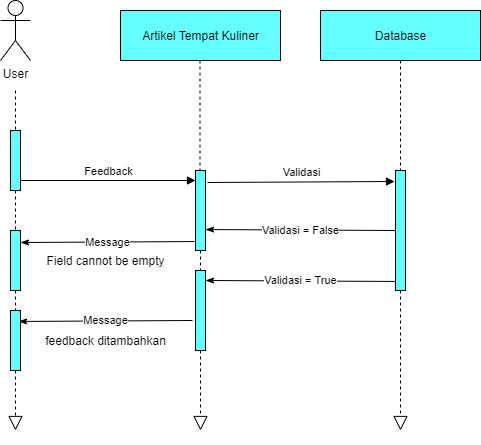 Artikel Tempat Kuliner
Database
User
Feedback
Validasi
Validasi = False
Message
Field cannot be empty
Validasi = True
Message
feedback ditambahkan